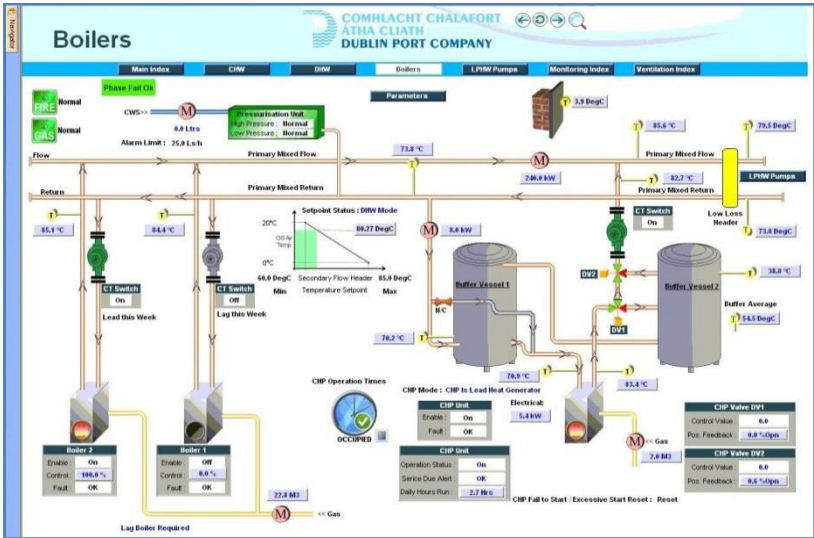 Navigator
Boilers
COMHLACHT CHALAFORT
ÁTHA CLIATH
DUBLIN PORT COMPANY
Main Index
CHW
DHW
Boilers
LPHW Pumps
Monitoring Index
Ventilation Index
FIRE Normal
GAS Normal
Phase Fail Ok
CWS>>
M
0.0 Ltrs
Alarm Limit : 25.0 Ls/h
Pressurisation Unit
High Pressure : Normal
Low Pressure : Normal
Parameters
T 3.9 DegC
T 85.6 °C
T 79.5 DegC
Flow
Primary Mixed Flow
73.8 °C
T
M
240.0 kW
Primary Mixed Flow
T 82.7 °C
LPHW Pumps
Return
Primary Mixed Return
Primary Mixed Return
T
85.1 °C
T
84.4 °C
Setpoint Status : DHW Mode
20°C
80.27 DegC
OS Air
Temp
0°C
60.0 DegC Secondary Flow Header 85.0 DegC
Min Temperature Setpoint Max
M 8.0 kW
CT Switch
On
Low Loss
Header
T 73.8 DegC
CT Switch
On
Lead this Week
CT Switch
Off
Lag this Week
Buffer Vessel 1
DV2
Buffer Vessel 2
T 38.8 °C
Buffer Average
T 54.5 DegC
N/C
DV1
70.2 °C T
70.9 °C T
T
83.4 °C
CHP Operation Times
OCCUPIED
CHP Mode : CHP Is Lead Heat Generator
CHP Unit
Enable : On
Fault : OK
Electrical:
5.4 kW
CHP Unit
Operation Status : On
Serice Due Alert : OK
Daily Hours Run : 2.7 Hrs
M << Gas
2.0 M3
CHP Valve DV1
Control Value : 0.0
Pos. Feedback : 0.0 %Opn
CHP Valve DV2
Control Value : 0.0
Pos. Feedback : 0.6 %Opn
Boiler 2
Enable : On
Control : 100.0 %
Fault : OK
Boiler 1
Enable : Off
Control : 0.0 %
Fault : OK
22.8 M3
M << Gas
CHP Fail to Start / Excessive Start Reset : Reset
Lag Boiler Required